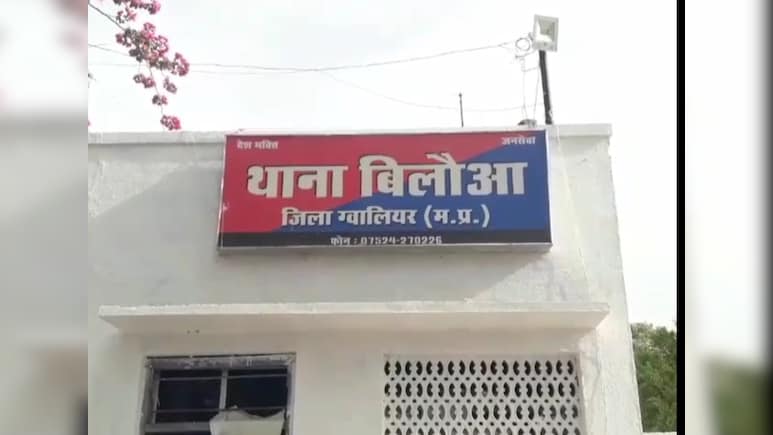 देश भक्ति जनसेवा
थाना बिलौआ
जिला ग्वालियर (म.प्र.)
फोन : 07524-270226